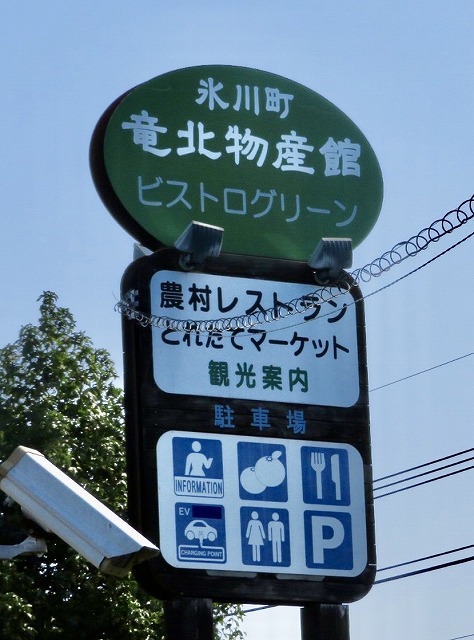 氷川町
竜北物産館
ビストログリーン
農村レストラン
とれたてマーケット
観光案内
駐車場
INFORMATION
EV
CHARGING POINT
P